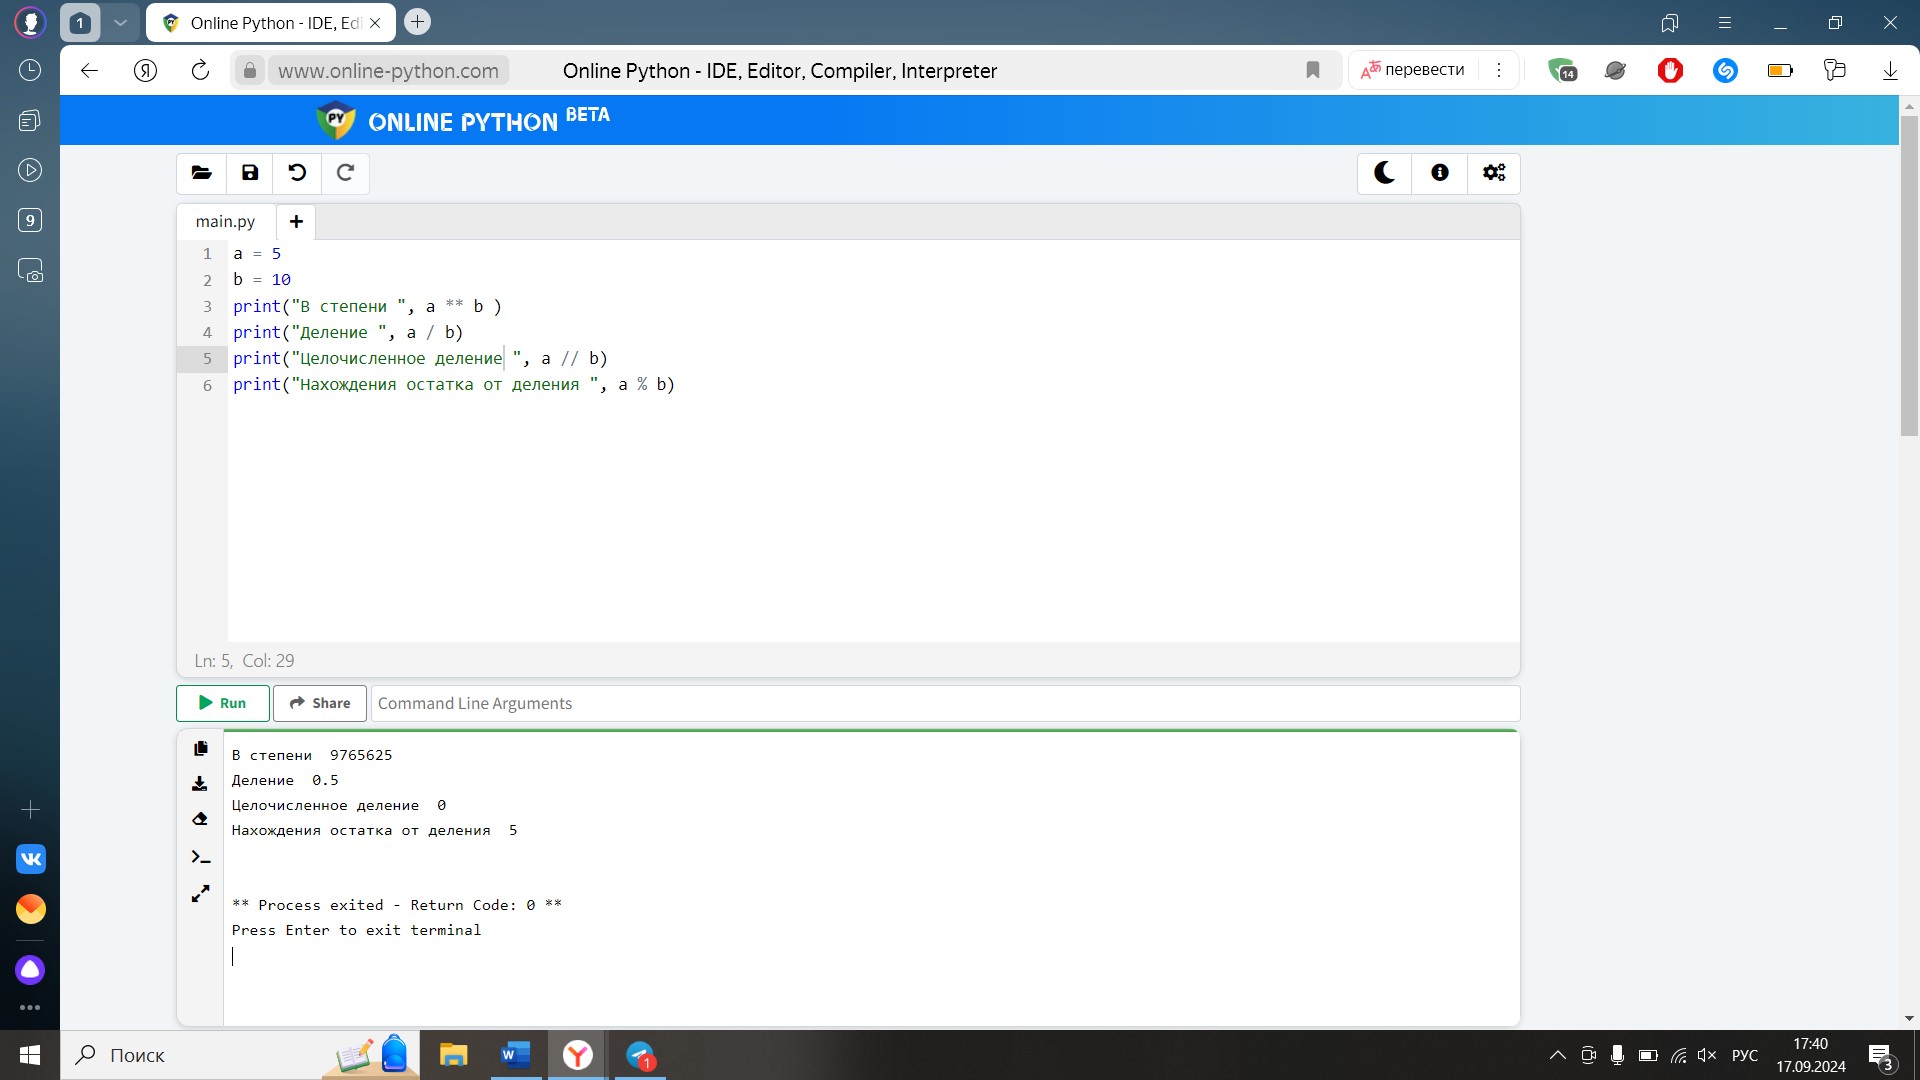 1
Online Python - IDE, Edi
www.online-python.com
Online Python - IDE, Editor, Compiler, Interpreter
перевести
14
9
PY
ONLINE PYTHON BETA
main.py
1 a = 5
2 b = 10
3 print("В степени ", a ** b )
4 print("Деление ", a / b)
5 print("Целочисленное деление ", a // b)
6 print("Нахождения остатка от деления ", a % b)
Ln: 5, Col: 29
Run
Share
Command Line Arguments
В степени  9765625
Деление  0.5
Целочисленное деление  0
Нахождения остатка от деления  5
** Process exited - Return Code: 0 **
Press Enter to exit terminal
Поиск
1
РУС
17:40
17.09.2024
3